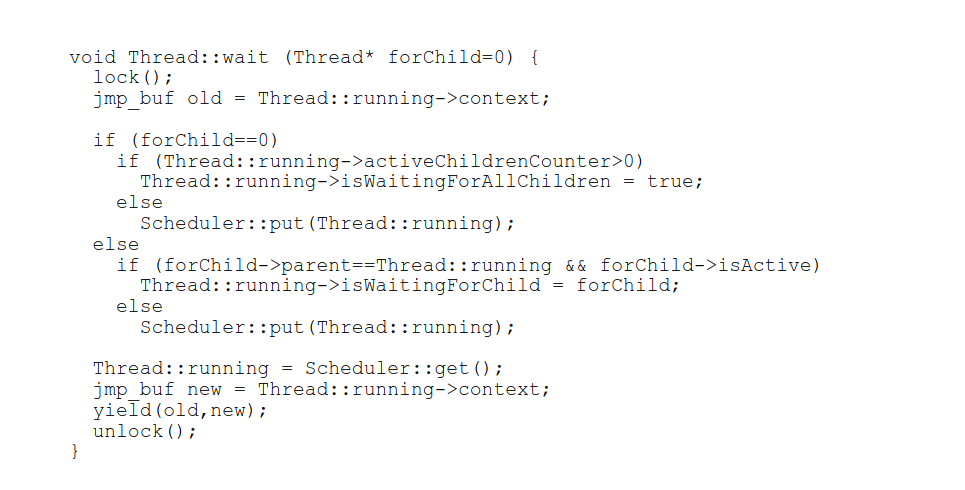 void Thread::wait (Thread* forChild=0) {
  lock();
  jmp_buf old = Thread::running->context;

  if (forChild==0)
    if (Thread::running->activeChildrenCounter>0)
      Thread::running->isWaitingForAllChildren = true;
    else
      Scheduler::put(Thread::running);
  else
    if (forChild->parent==Thread::running && forChild->isActive)
      Thread::running->isWaitingForChild = forChild;
    else
      Scheduler::put(Thread::running);

  Thread::running = Scheduler::get();
  jmp_buf new = Thread::running->context;
  yield(old,new);
  unlock();
}